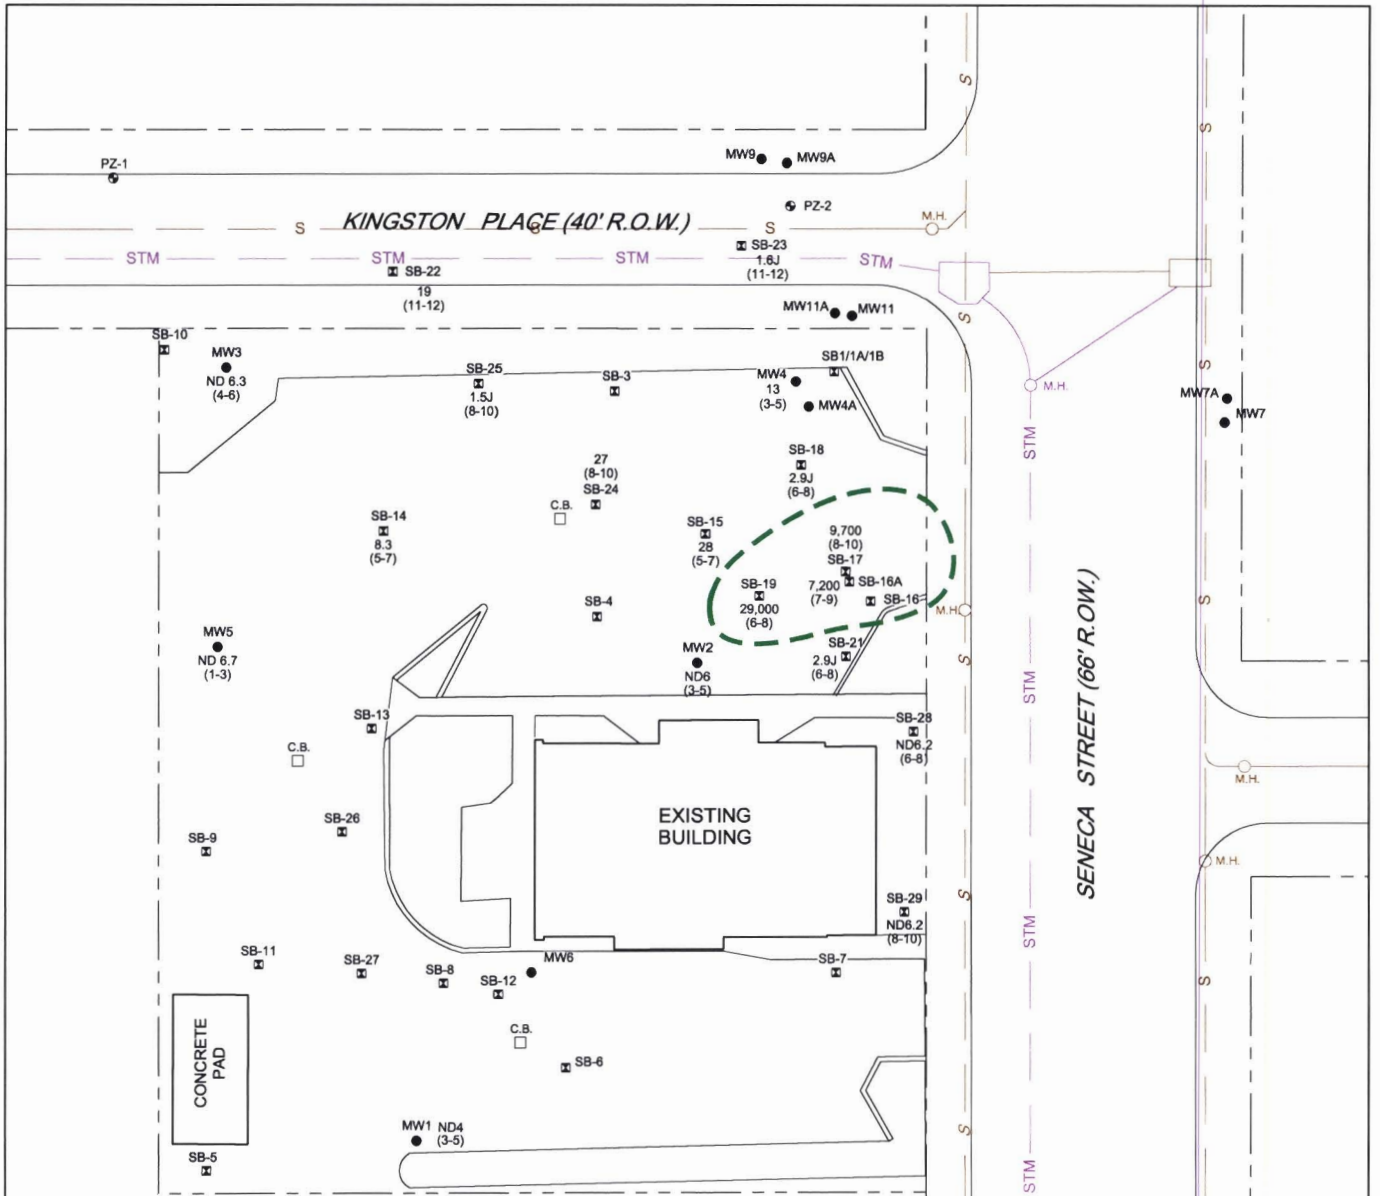 S
S
PZ-1
MW9
MW9A
PZ-2
KINGSTON PLACE (40' R.O.W.)
S
S
S
M.H.
STM
STM
STM
STM
SB-23
1.6J
(11-12)
SB-22
19
(11-12)
MW11A
MW11
S
SB-10
MW3
ND 6.3
(4-6)
SB-25
1.5J
(8-10)
SB-3
MW4
13
(3-5)
SB1/1A/1B
MW4A
M.H.
S
MW7A
MW7
STM
27
(8-10)
SB-24
C.B.
SB-18
2.9J
(6-8)
SB-14
8.3
(5-7)
SB-15
28
(5-7)
9,700
(8-10)
SB-17
SB-16A
7,200
(7-9)
SB-16
SB-19
29,000
(6-8)
SB-4
M.H.
S
MW5
ND 6.7
(1-3)
MW2
ND6
(3-5)
SB-21
2.9J
(6-8)
S
STM
SENECA STREET (66' R.OW.)
SB-13
C.B.
SB-28
ND6.2
(6-8)
M.H.
SB-26
SB-9
EXISTING
BUILDING
M.H.
SB-29
ND6.2
(8-10)
S
STM
SB-11
SB-27
SB-8
SB-12
MW6
SB-7
S
CONCRETE
PAD
C.B.
SB-6
MW1
ND4
(3-5)
S
SB-5
STM